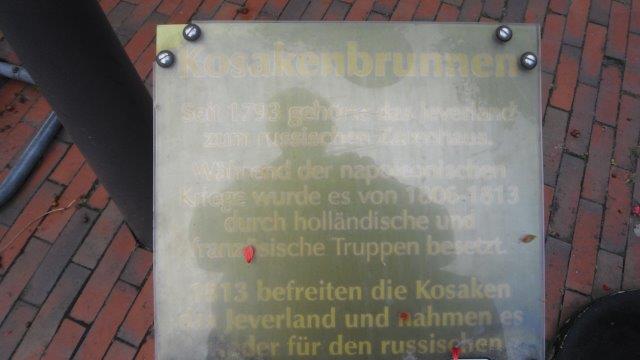 Kosakenbrunnen
Seit 1793 gehörte das Jeverland
zum russischen Zarenhaus.
Während der napoleonischen
Kriege wurde es von 1806-1813
durch holländische und
französische Truppen besetzt.
1813 befreiten die Kosaken
das Jeverland und nahmen es
wieder für den russischen